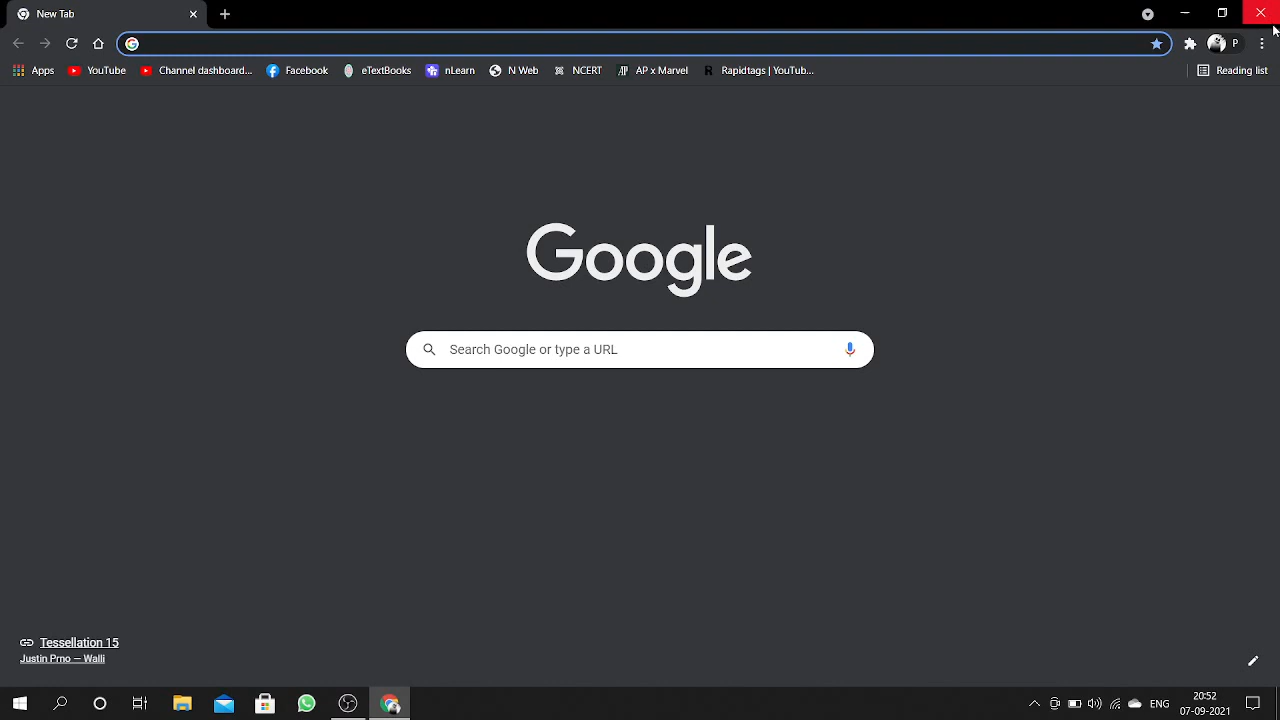 New Tab
P
Apps YouTube Channel dashboard... Facebook eTextBooks nLearn N Web NCERT AP x Marvel Rapidtags | YouTub... Reading list
Google
Search Google or type a URL
Tessellation 15
Justin Prno — Walli
ENG
20:52
07-09-2021